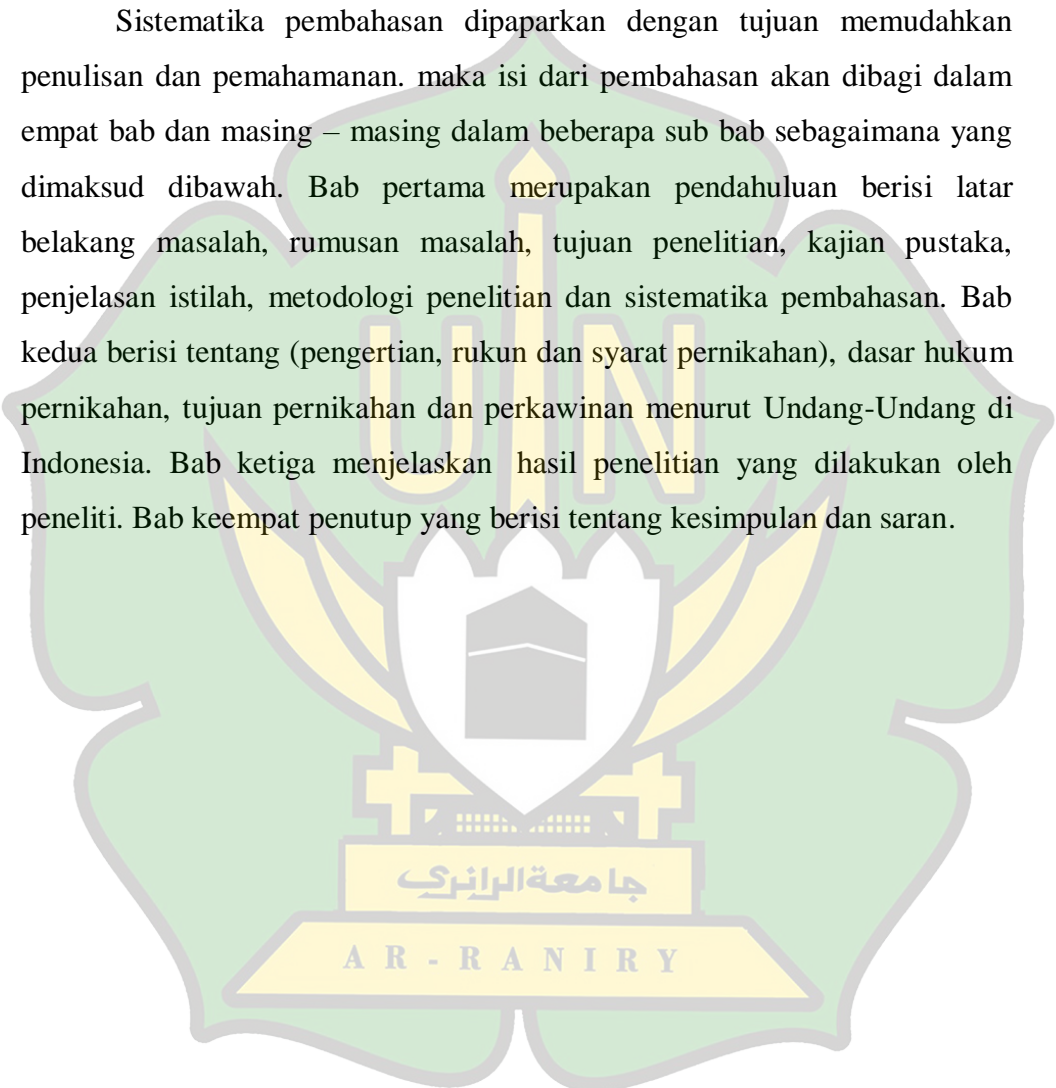 Sistematika pembahasan dipaparkan dengan tujuan memudahkan
penulisan dan pemahamanan. maka isi dari pembahasan akan dibagi dalam
empat bab dan masing – masing dalam beberapa sub bab sebagaimana yang
dimaksud dibawah. Bab pertama merupakan pendahuluan berisi latar
belakang masalah, rumusan masalah, tujuan penelitian, kajian pustaka,
penjelasan istilah, metodologi penelitian dan sistematika pembahasan. Bab
kedua berisi tentang (pengertian, rukun dan syarat pernikahan), dasar hukum
pernikahan, tujuan pernikahan dan perkawinan menurut Undang-Undang di
Indonesia. Bab ketiga menjelaskan hasil penelitian yang dilakukan oleh
peneliti. Bab keempat penutup yang berisi tentang kesimpulan dan saran.
UIN
جامعة الرانري
AR-RANIRY